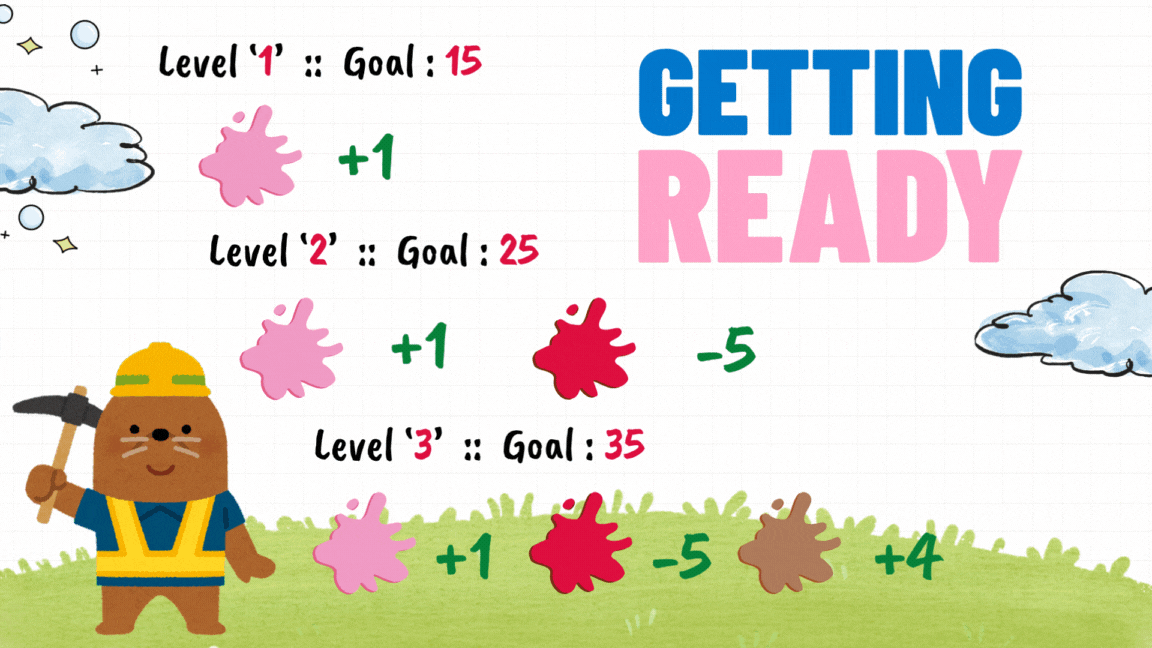 Level ‘1’ :: Goal : 15
GETTING
READY
+1
Level ‘2’ :: Goal : 25
+1 -5
Level ‘3’ :: Goal : 35
+1 -5 +4